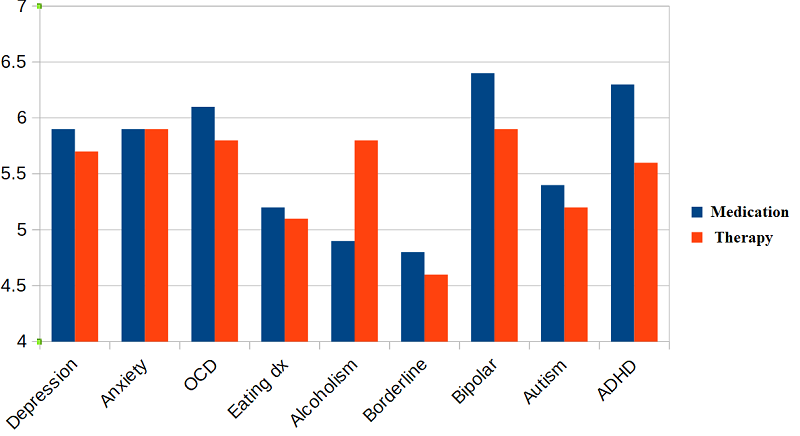 7
6.5
6
5.5
5
4.5
4
Depression
Anxiety
OCD
Eating dx
Alcoholism
Borderline
Bipolar
Autism
ADHD
Medication
Therapy